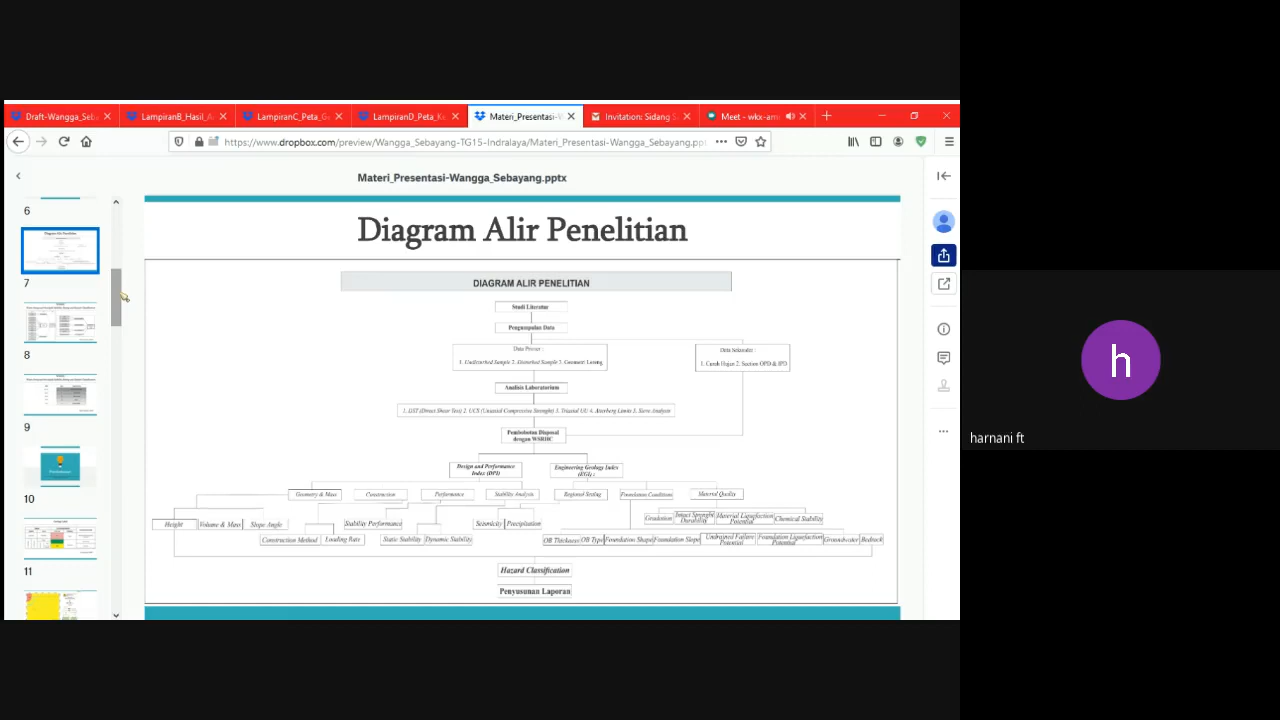 Draft-Wangga_Seb
LampiranB_Hasil_A
LampiranC_Peta_G
LampiranD_Peta_K
Materi_Presentasi-
Invitation: Sidang S
Meet - wkx-am
https://www.dropbox.com/preview/Wangga_Sebayang-TG15-Indralaya/Materi_Presentasi-Wangga_Sebayang.ppt
Materi_Presentasi-Wangga_Sebayang.pptx
6
7
8
9
10
11
Diagram Alir Penelitian
DIAGRAM ALIR PENELITIAN
Studi Literatur
Pengumpulan Data
Data Primer :
1. Undisturbed Sample 2. Disturbed Sample 3. Geometri Lereng
Data Sekunder :
1. Curah Hujan 2. Section OPD & IPD
Analisis Laboratorium
1. DST (Direct Shear Test) 2. UCS (Unaxial Compressive Strenght) 3. Triaxial UU 4. Atterberg Limits 5. Sieve Analysis
Pembobotan Disposal
dengan WSRHC
Design and Performance
Index (DPI)
Engineering Geology Index
(EGI) :
Geometry & Mass
Construction
Performance
Stability Analysis
Regional Setting
Foundation Conditions
Material Quality
Height
Volume & Mass
Slope Angle
Stability Performance
Seismicity
Precipitation
Gradation
Intact Strenght
Durability
Material Liquefaction
Potential
Chemical Stability
Construction Method
Loading Rate
Static Stability
Dynamic Stability
OB Thickness
OB Type
Foundation Shape
Foundation Slope
Undrained Failure
Potential
Foundation Liquefaction
Potential
Groundwater
Bedrock
Hazard Classification
Penyusunan Laporan
h
harnani ft